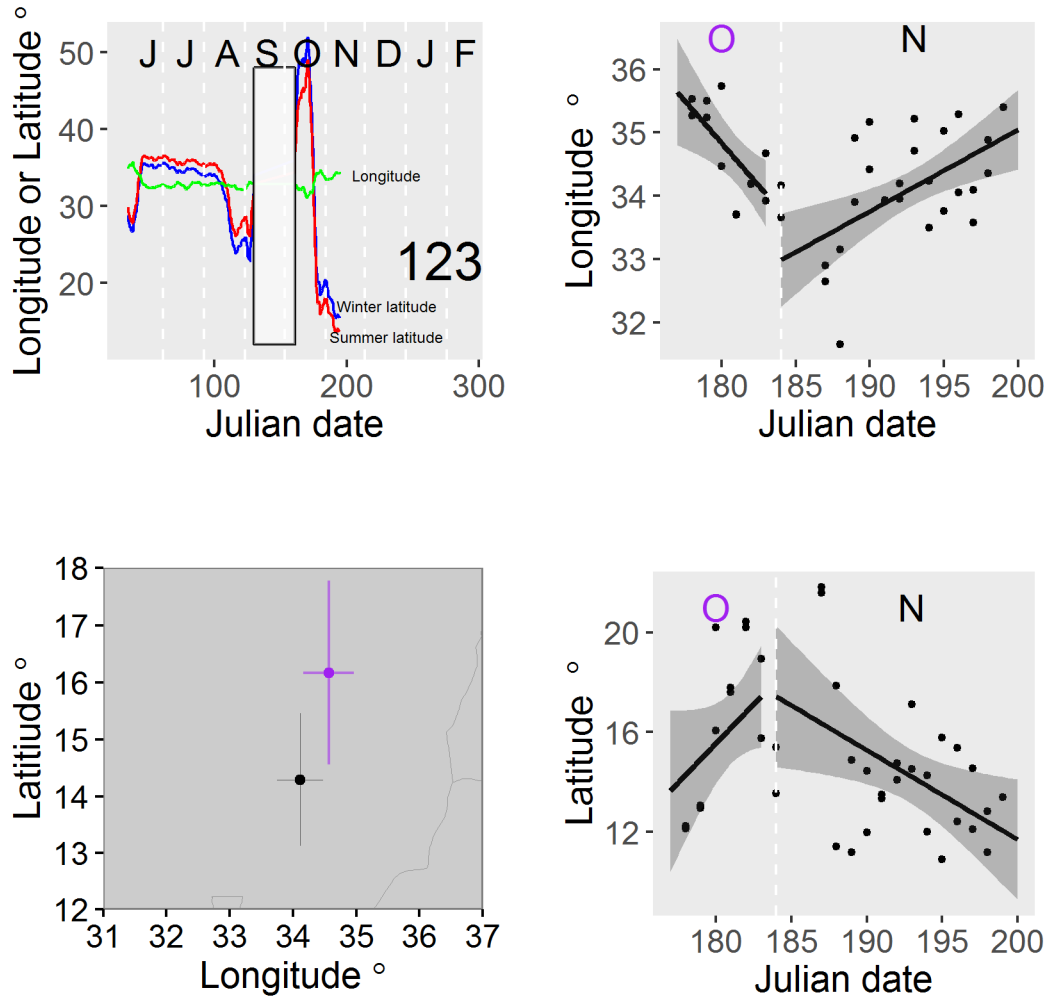 Longitude or Latitude °
50
40
30
20
J J A S O N D J F
Longitude
123
Winter latitude
Summer latitude
100 200 300
Julian date
Longitude °
36
35
34
33
32
O N
180 185 190 195 200
Julian date
Latitiude °
18
17
16
15
14
13
12
31 32 33 34 35 36 37
Longitude °
Latitude °
20
16
12
O N
180 185 190 195 200
Julian date